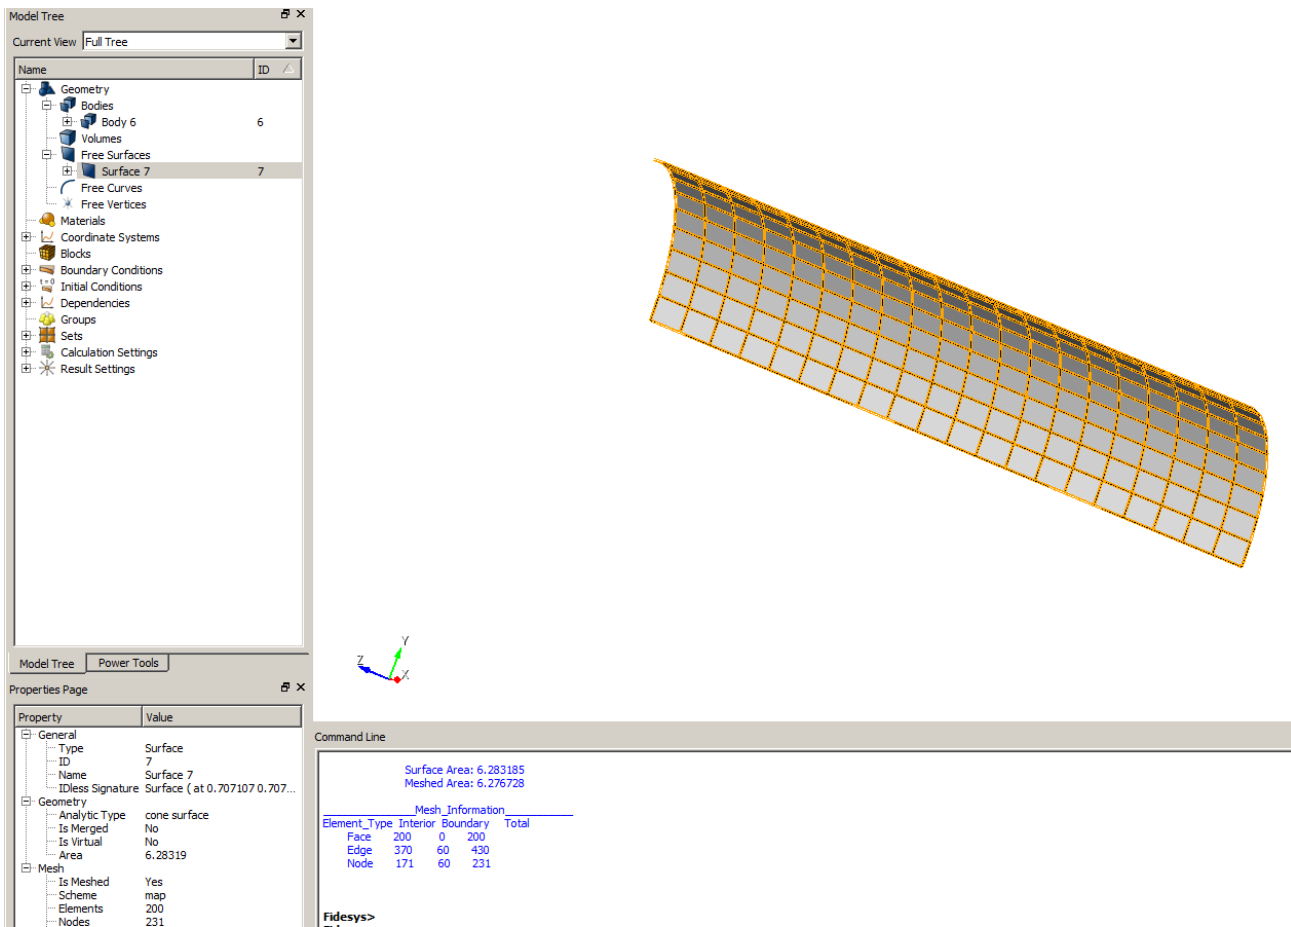 Model Tree
Current View Full Tree
Name ID
Geometry
Bodies
Body 6 6
Volumes
Free Surfaces
Surface 7 7
Free Curves
Free Vertices
Materials
Coordinate Systems
Blocks
Boundary Conditions
Initial Conditions
Dependencies
Groups
Sets
Calculation Settings
Result Settings
Model Tree Power Tools
Properties Page
Property Value
General
Type Surface
ID 7
Name Surface 7
IDless Signature Surface ( at 0.707107 0.707...
Geometry
Analytic Type cone surface
Is Merged No
Is Virtual No
Area 6.28319
Mesh
Is Meshed Yes
Scheme map
Elements 200
Nodes 231
Y
Z
X
Command Line
Surface Area: 6.283185
Meshed Area: 6.276728
______________Mesh_Information__________
Element_Type Interior Boundary Total
Face 200 0 200
Edge 370 60 430
Node 171 60 231
Fidesys>